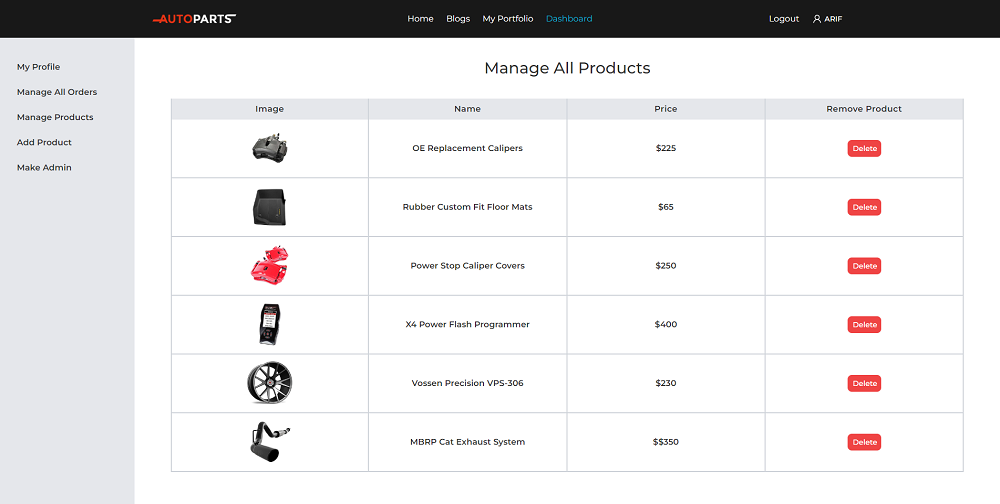 AUTOPARTS Home Blogs My Portfolio Dashboard Logout ARIF
My Profile
Manage All Orders
Manage Products
Add Product
Make Admin
Manage All Products
Image Name Price Remove Product
OE Replacement Calipers $225 Delete
Rubber Custom Fit Floor Mats $65 Delete
Power Stop Caliper Covers $250 Delete
X4 Power Flash Programmer $400 Delete
Vossen Precision VPS-306 $230 Delete
MBRP Cat Exhaust System $$350 Delete